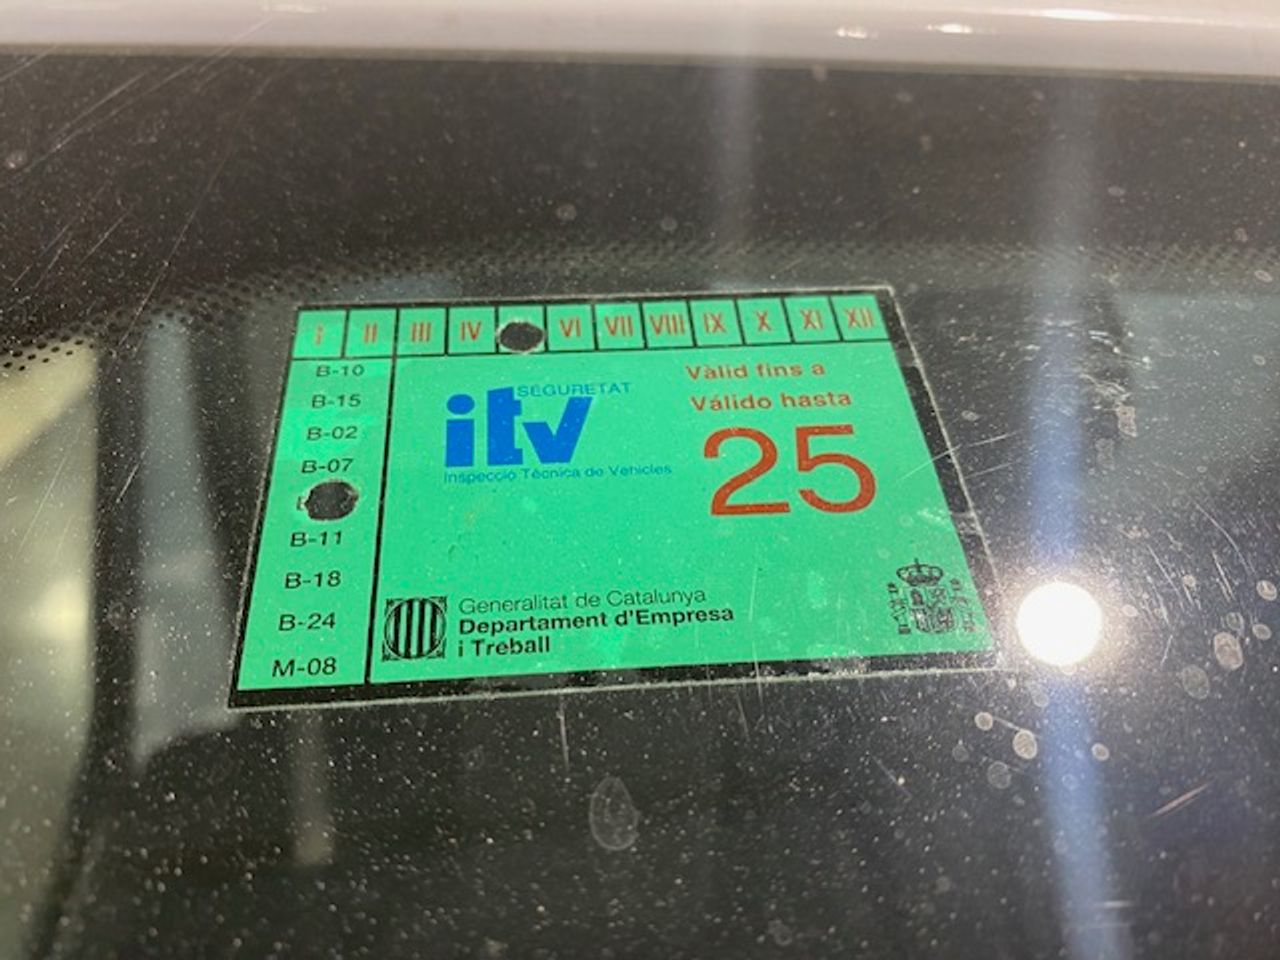 I II III IV VI VII VIII IX X XI XII
B-10
B-15
B-02
B-07
B-11
B-18
B-24
M-08
SEGURETAT
itv
Inspecció Tècnica de Vehicles
Vàlid fins a
Válido hasta
25
Generalitat de Catalunya
Departament d'Empresa
i Treball